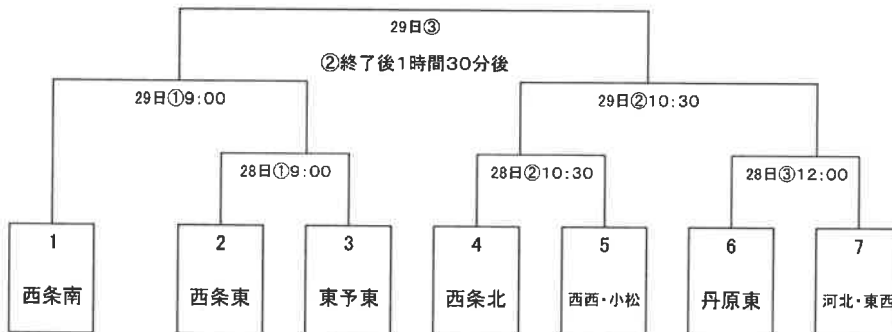 29日③
②終了後1時間30分後
29日①9:00
29日②10:30
28日①9:00
28日②10:30
28日③12:00
1
2
3
4
5
6
7
西条南
西条東
東予東
西条北
西西・小松
丹原東
河北・東西